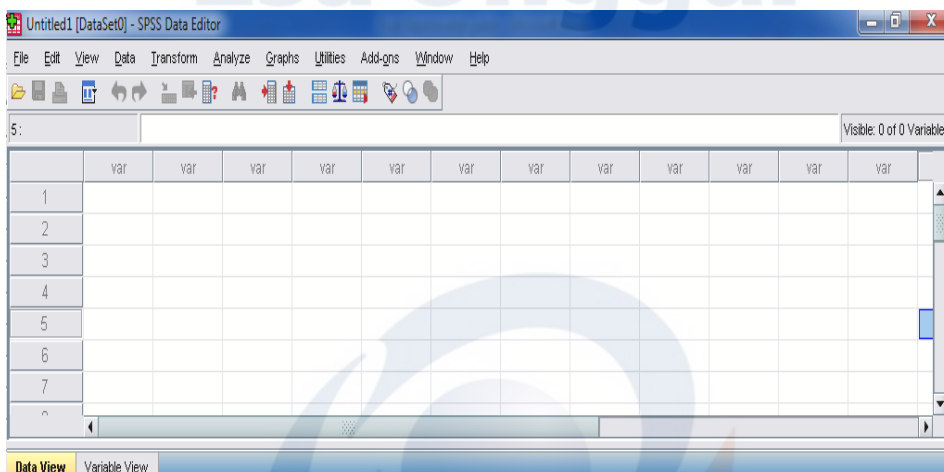 Untitled1 [DataSet0] - SPSS Data Editor
File Edit View Data Transform Analyze Graphs Utilities Add-ons Window Help
5 :
Visible: 0 of 0 Variable
var var var var var var var var var var var var
1
2
3
4
5
6
7
Data View Variable View